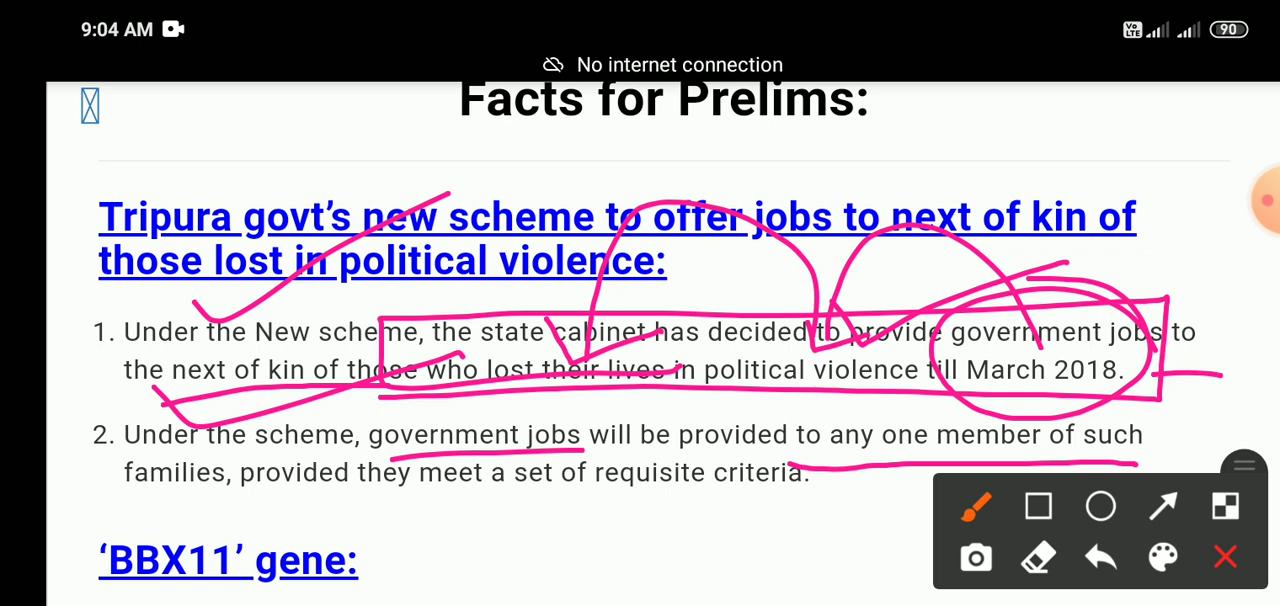 9:04 AM
Vo LTE 90
No internet connection
Facts for Prelims:
Tripura govt’s new scheme to offer jobs to next of kin of
those lost in political violence:
1. Under the New scheme, the state cabinet has decided to provide government jobs to
the next of kin of those who lost their lives in political violence till March 2018.
2. Under the scheme, government jobs will be provided to any one member of such
families, provided they meet a set of requisite criteria.
‘BBX11’ gene: